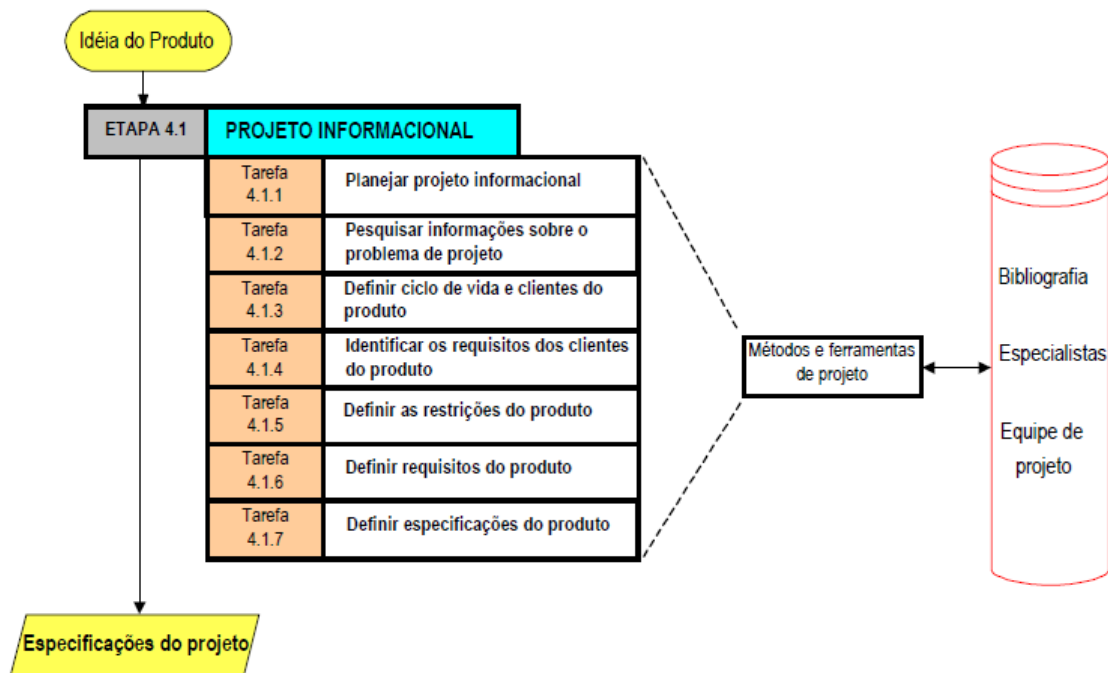 Idéia do Produto
ETAPA 4.1
PROJETO INFORMACIONAL
Tarefa
4.1.1
Planejar projeto informacional
Tarefa
4.1.2
Pesquisar informações sobre o
problema de projeto
Tarefa
4.1.3
Definir ciclo de vida e clientes do
produto
Tarefa
4.1.4
Identificar os requisitos dos clientes
do produto
Tarefa
4.1.5
Definir as restrições do produto
Tarefa
4.1.6
Definir requisitos do produto
Tarefa
4.1.7
Definir especificações do produto
Métodos e ferramentas
de projeto
Bibliografia
Especialistas
Equipe de
projeto
Especificações do projeto